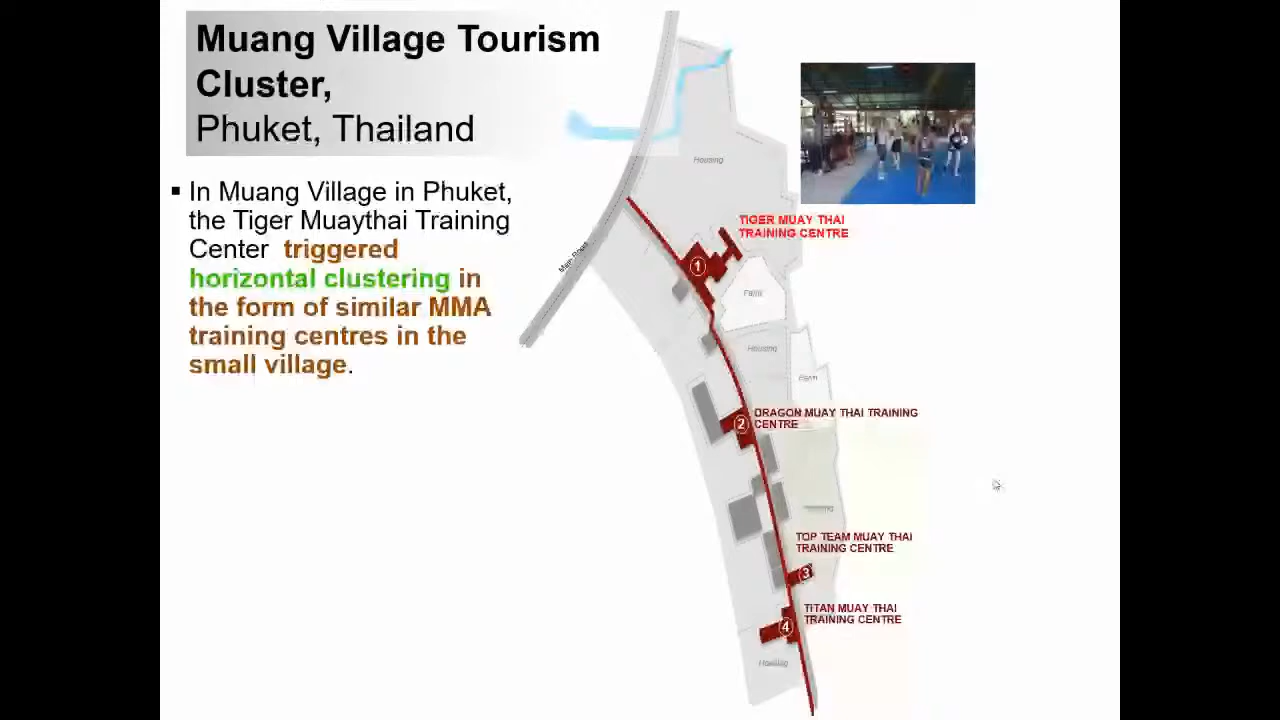 Muang Village Tourism
Cluster,
Phuket, Thailand
▪ In Muang Village in Phuket,
the Tiger Muaythai Training
Center triggered
horizontal clustering in
the form of similar MMA
training centres in the
small village.
Housing
TIGER MUAY THAI
TRAINING CENTRE
Main Road
1
Farm
Housing
Farm
DRAGON MUAY THAI TRAINING
CENTRE
2
Housing
TOP TEAM MUAY THAI
TRAINING CENTRE
3
TITAN MUAY THAI
TRAINING CENTRE
4
Housing